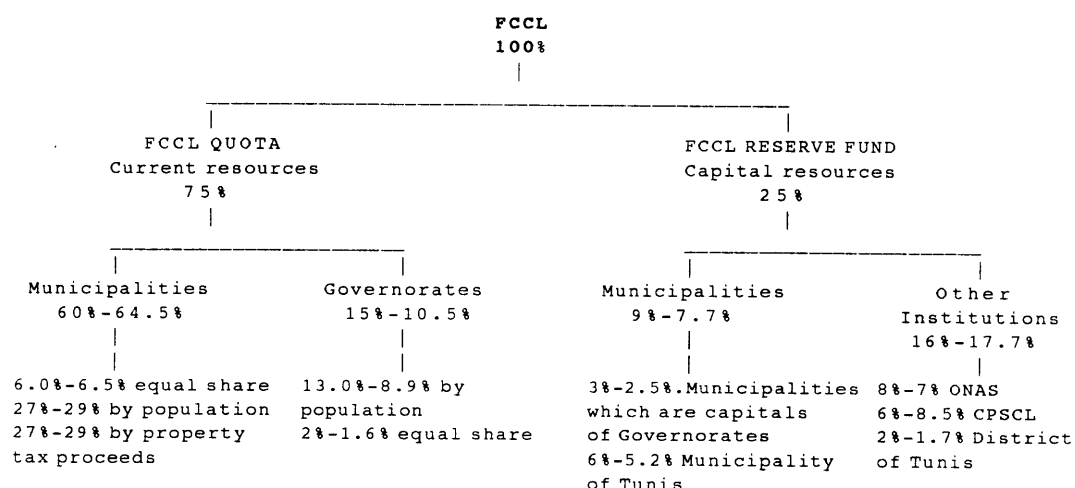 FCCL
100%
FCCL QUOTA
Current resources
75%
FCCL RESERVE FUND
Capital resources
25%
Municipalities
60%-64.5%
Governorates
15%-10.5%
Municipalities
9%-7.7%
Other
Institutions
16%-17.7%
6.0%-6.5% equal share
27%-29% by population
27%-29% by property
tax proceeds
13.0%-8.9% by
population
2%-1.6% equal share
3%-2.5%.Municipalities
which are capitals
of Governorates
6%-5.2% Municipality
of Tunis
8%-7% ONAS
6%-8.5% CPSCL
2%-1.7% District
of Tunis